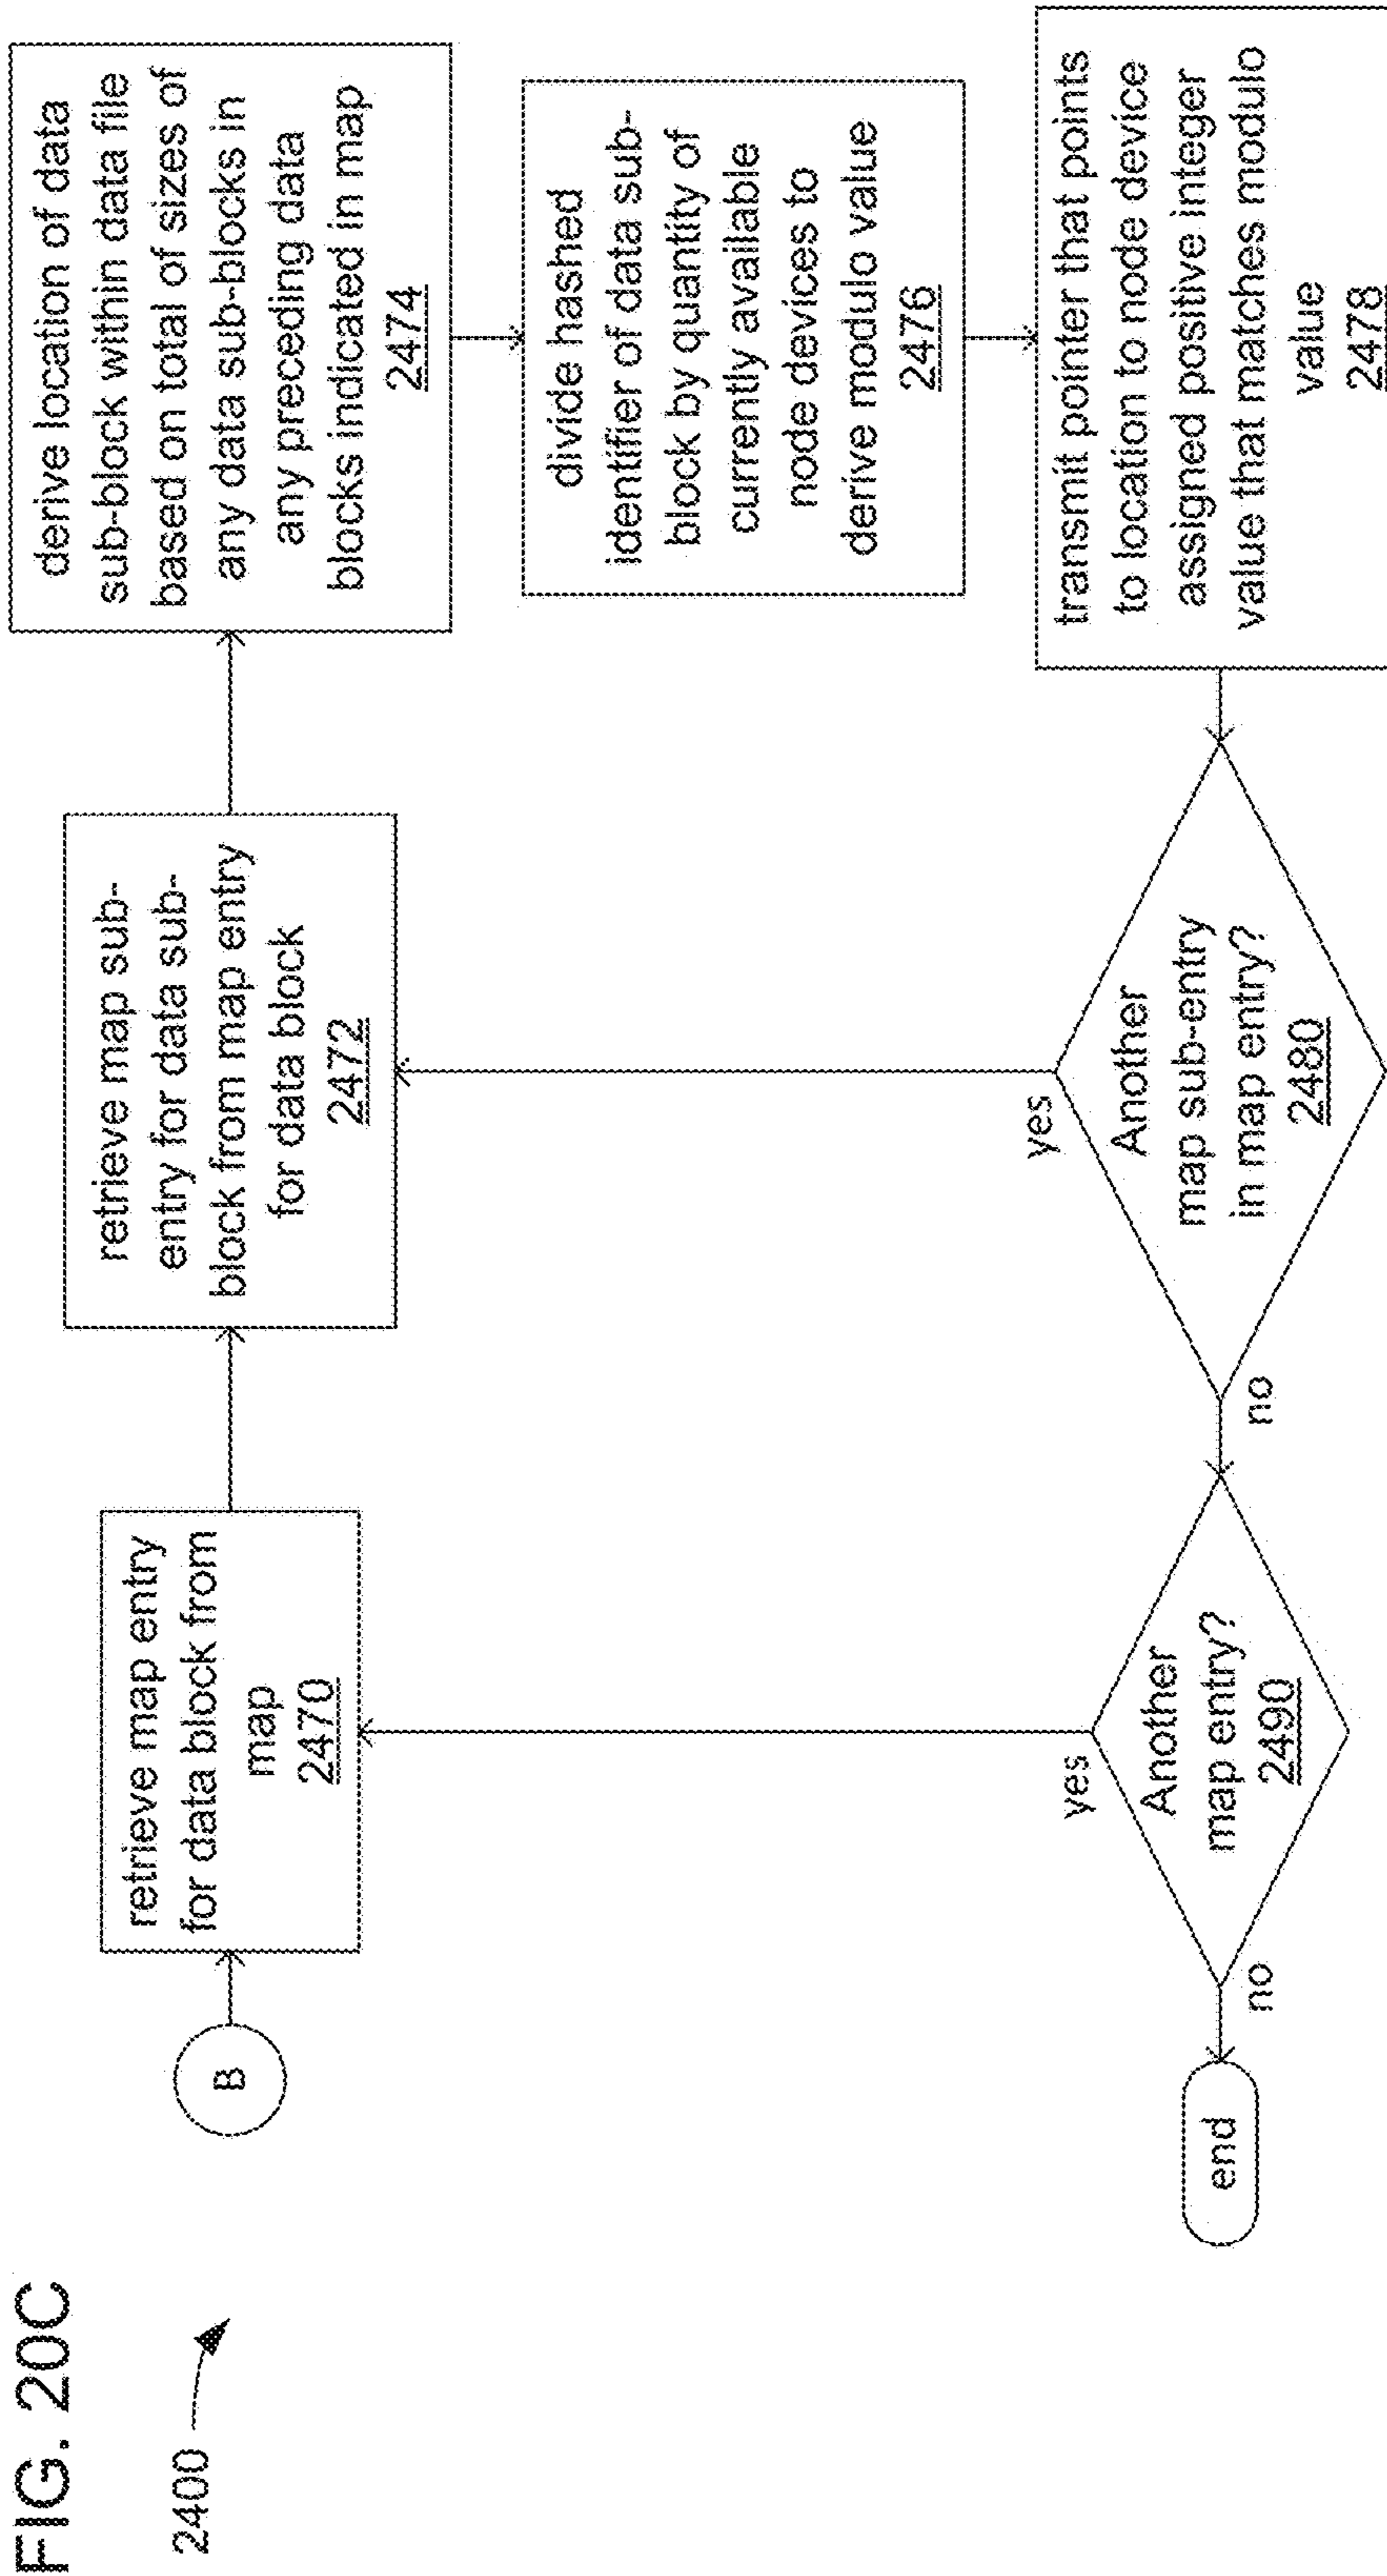 FIG. 20C
2400
B
retrieve map entry
for data block from
map
2470
retrieve map sub-
entry for data sub-
block from map entry
for data block
2472
derive location of data
sub-block within data file
based on total of sizes of
any data sub-blocks in
any preceding data
blocks indicated in map
2474
divide hashed
identifier of data sub-
block by quantity of
currently available
node devices to
derive modulo value
2476
transmit pointer that points
to location to node device
assigned positive integer
value that matches modulo
value
2478
Another
map sub-entry
in map entry?
2480
yes
no
Another
map entry?
2490
yes
no
end